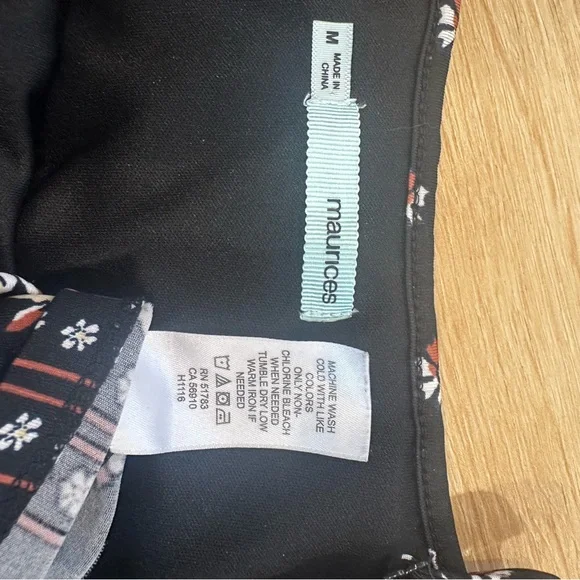 M
MADE IN
CHINA
maurices
MACHINE WASH
COLD WITH LIKE
COLORS
ONLY NON-
CHLORINE BLEACH
WHEN NEEDED
TUMBLE DRY LOW
WARM IRON IF
NEEDED
RN 51783
CA 56910
H1116